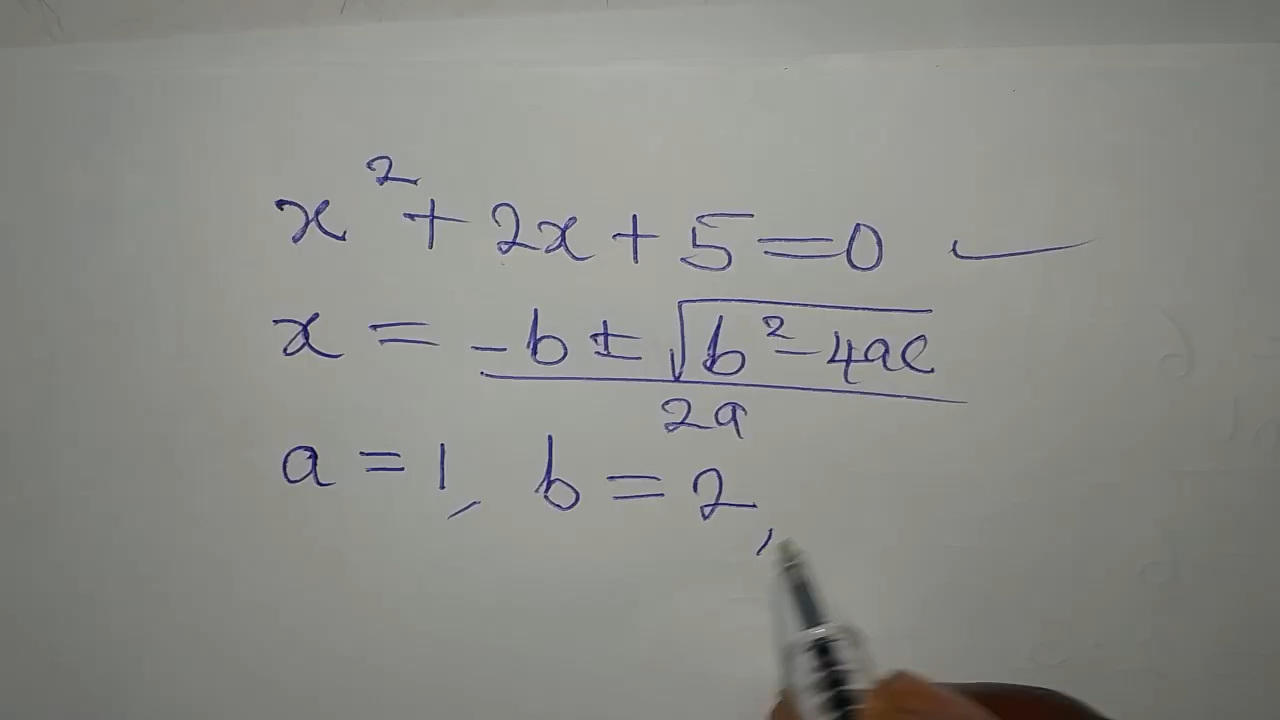 x² + 2x + 5 = 0
x = -b ± √b² - 4ac
2a
a = 1, b = 2,